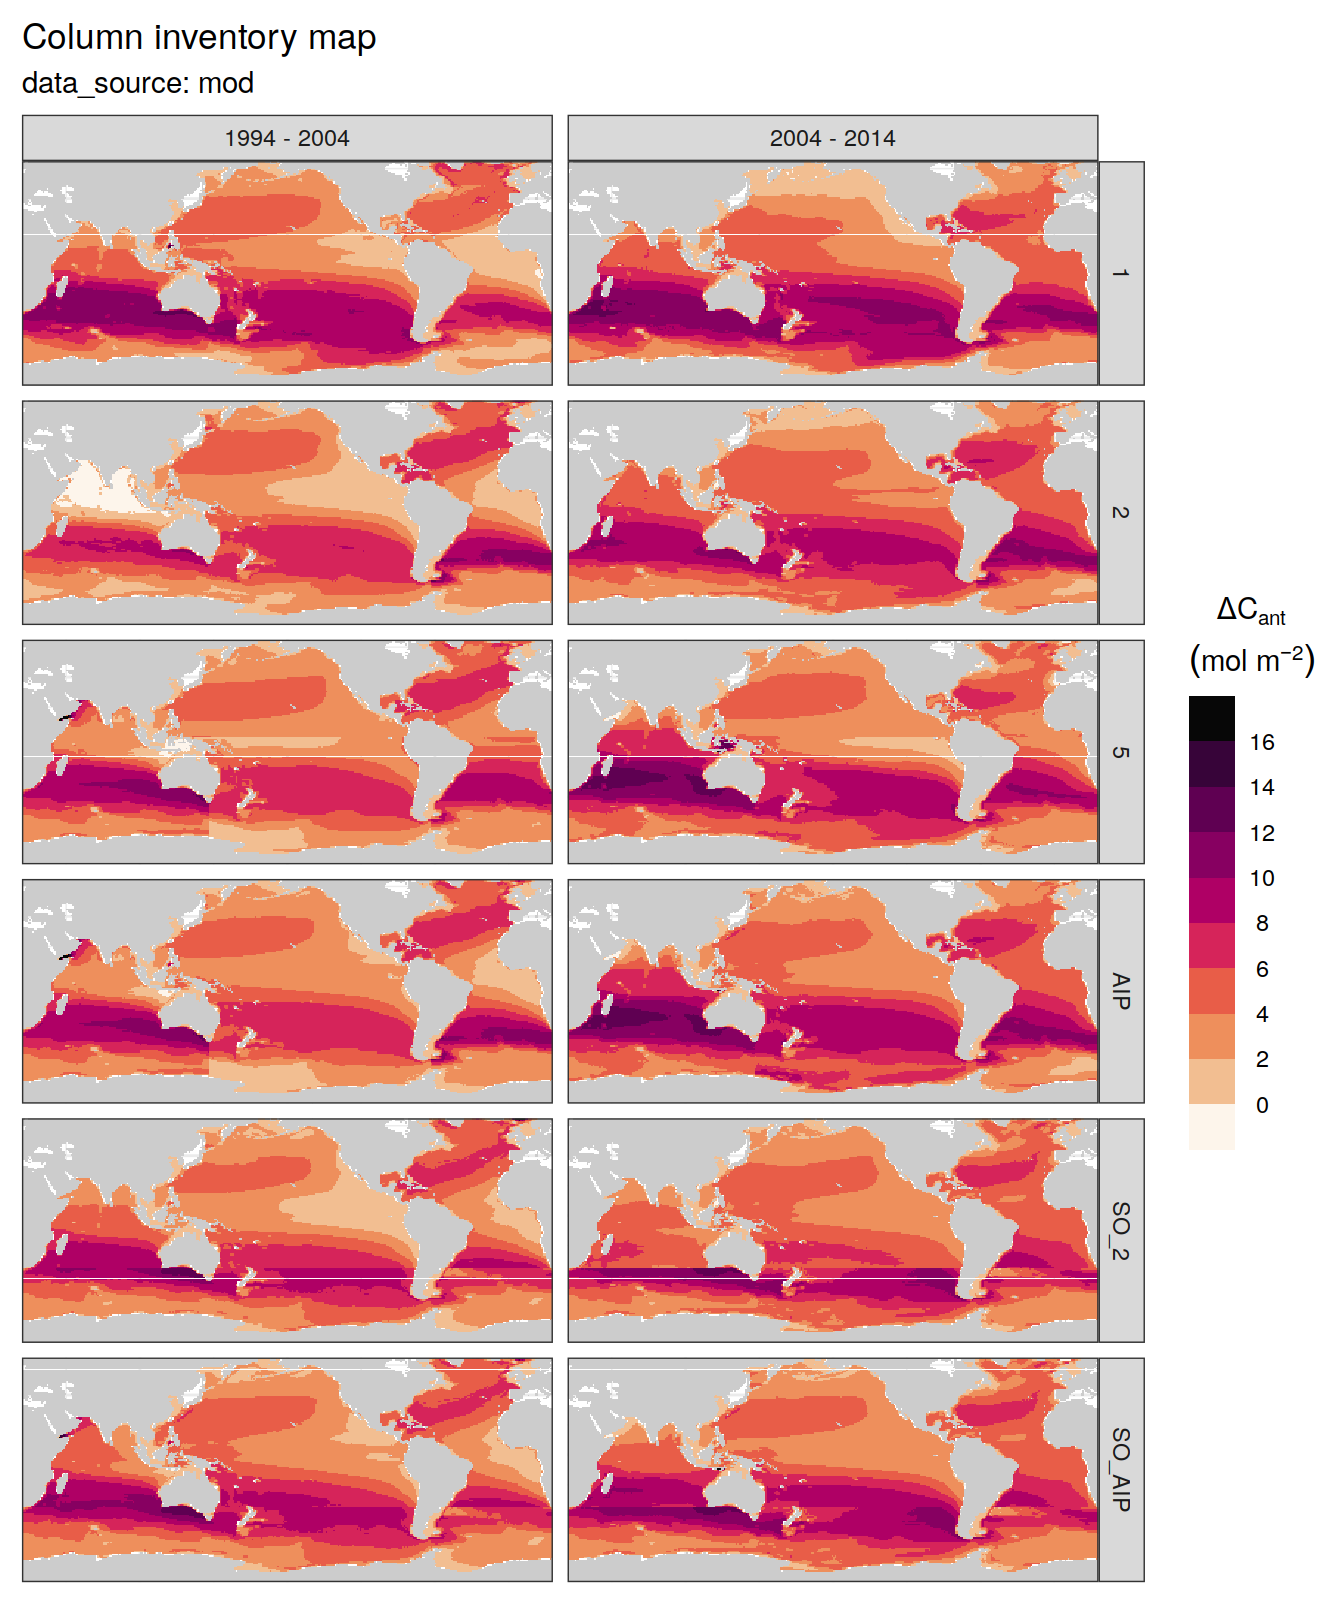 Column inventory map
data_source: mod
1994 - 2004
2004 - 2014
1
2
5
AIP
SO_2
SO_AIP
ΔCant
(mol m−2)
16
14
12
10
8
6
4
2
0